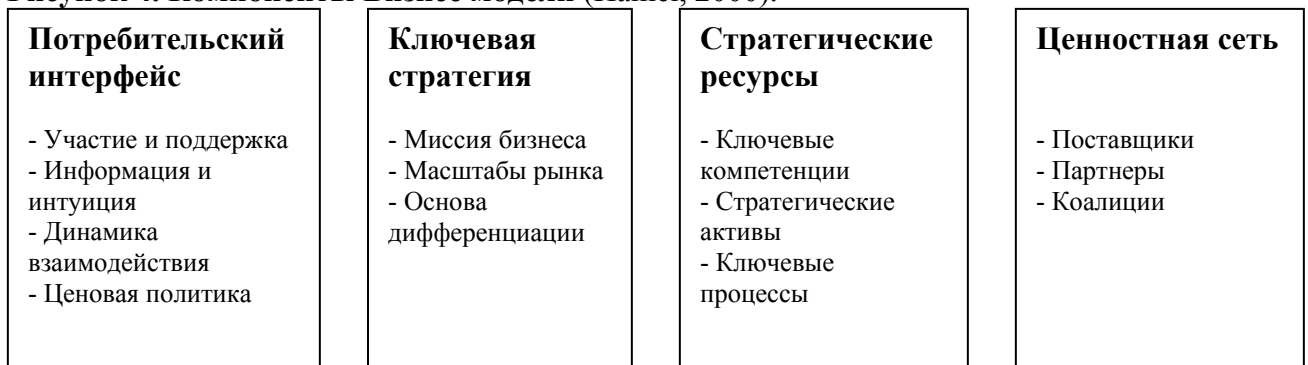 Рисунок 4. Компоненты Бизнес модели (Hamel, 2000).
Потребительский
интерфейс
- Участие и поддержка
- Информация и
интуиция
- Динамика
взаимодействия
- Ценовая политика
Ключевая
стратегия
- Миссия бизнеса
- Масштабы рынка
- Основа
дифференциации
Стратегические
ресурсы
- Ключевые
компетенции
- Стратегические
активы
- Ключевые
процессы
Ценностная сеть
- Поставщики
- Партнеры
- Коалиции